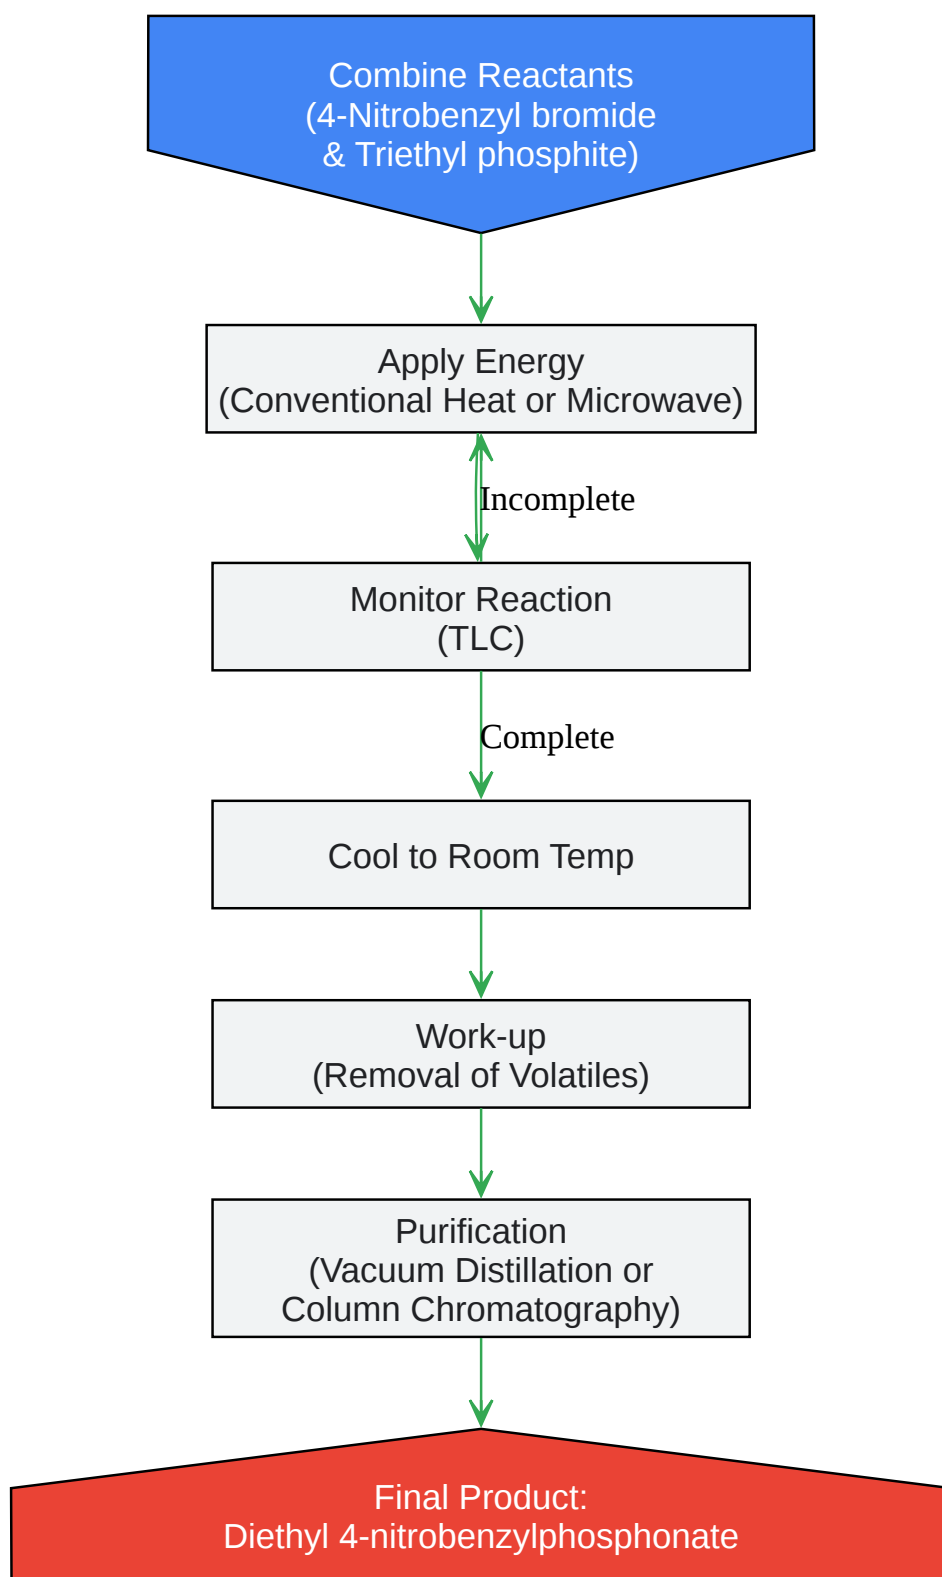 Combine Reactants
(4-Nitrobenzyl bromide
& Triethyl phosphite)
Apply Energy
(Conventional Heat or Microwave)
Incomplete
Monitor Reaction
(TLC)
Complete
Cool to Room Temp
Work-up
(Removal of Volatiles)
Purification
(Vacuum Distillation or
Column Chromatography)
Final Product:
Diethyl 4-nitrobenzylphosphonate